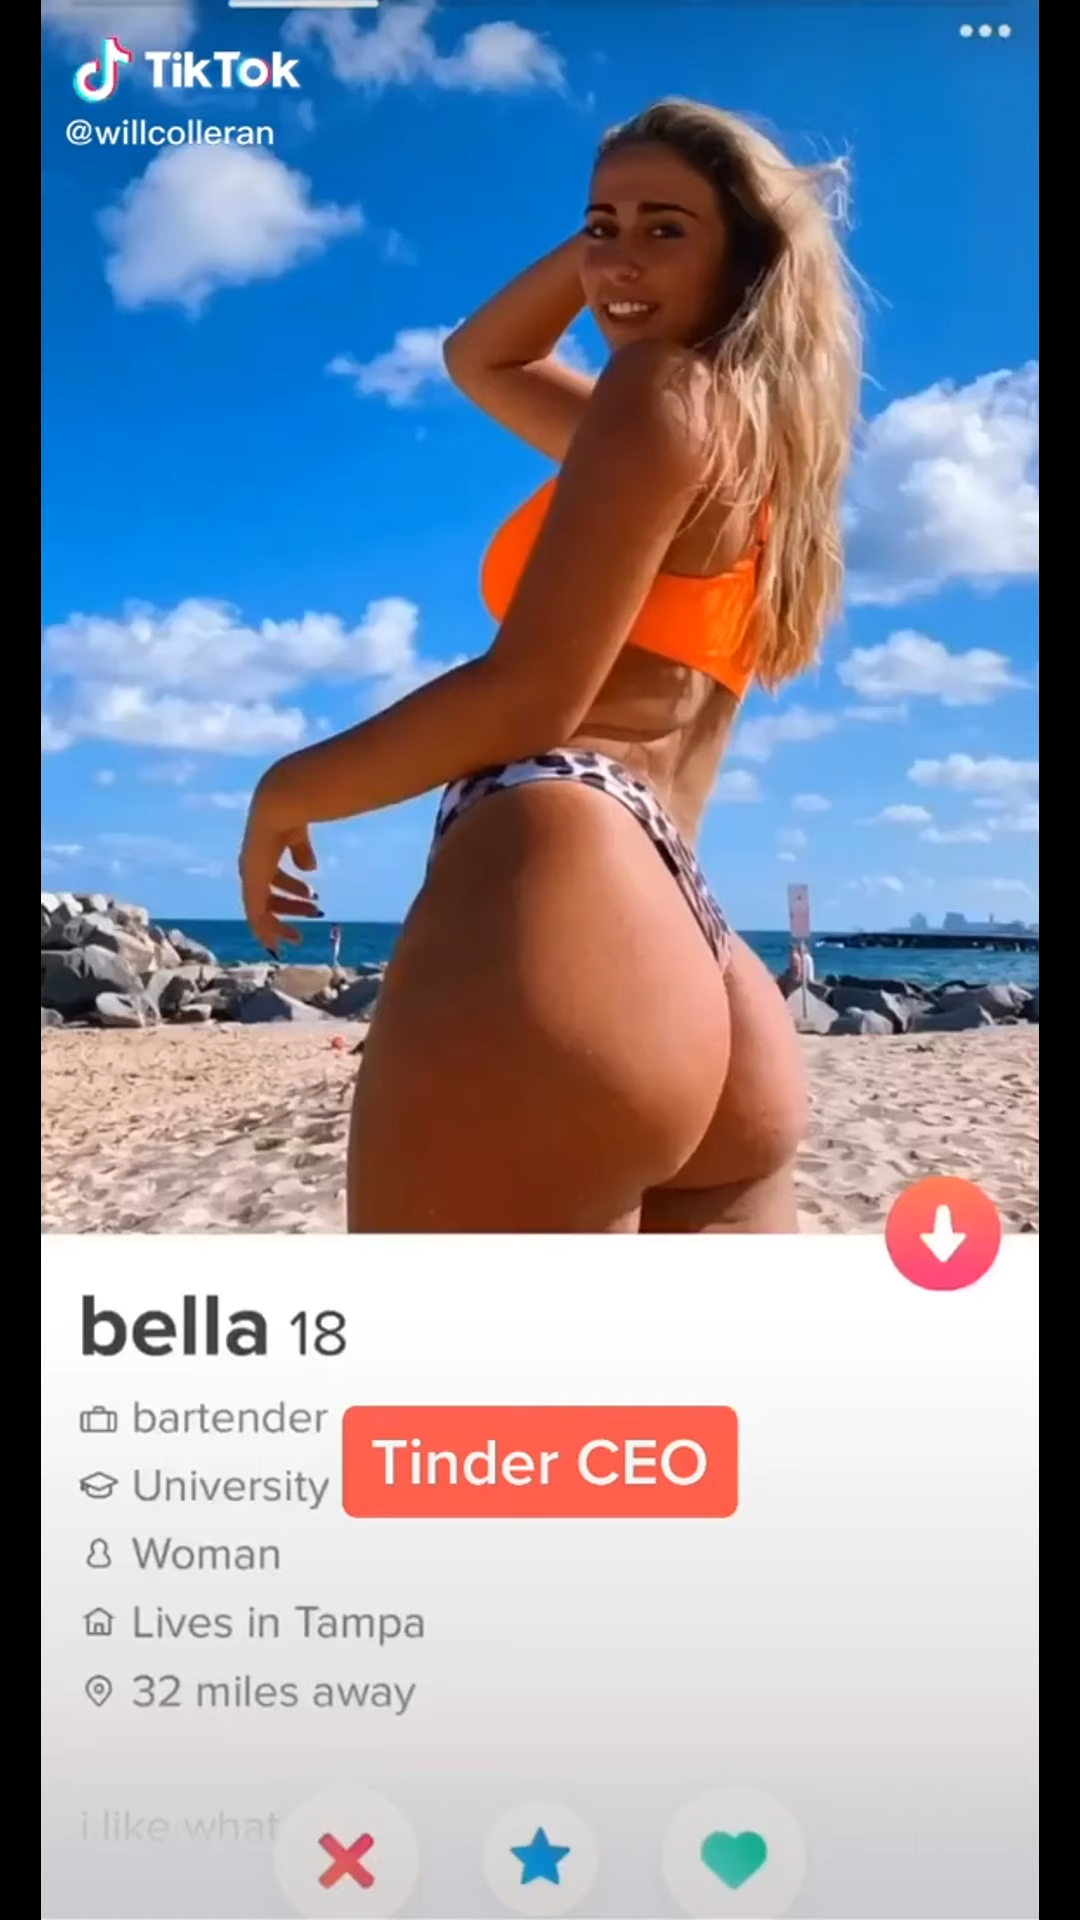 TikTok
@willcolleran
bella 18
bartender
University
Tinder CEO
Woman
Lives in Tampa
32 miles away
i like what